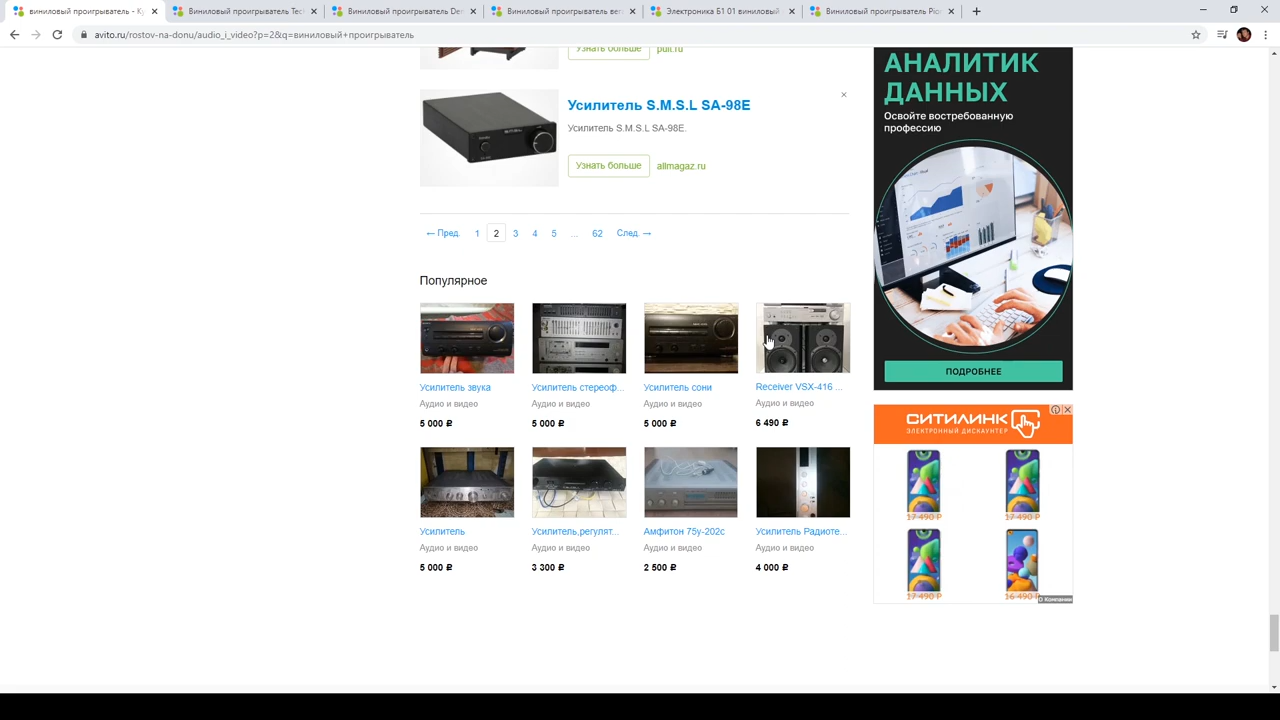 виниловый проигрыватель - Ку
Виниловый проигрыватель Tec
Виниловый проигрыватель De
Виниловый проигрыватель вег
Электроника Б1 01 виниловый
Виниловый проигрыватель Pio
avito.ru/rostov-na-donu/audio_i_video?p=2&q=виниловый+проигрыватель
Узнать больше pult.ru
Усилитель S.M.S.L SA-98E
Усилитель S.M.S.L SA-98E.
Узнать больше allmagaz.ru
← Пред. 1 2 3 4 5 ... 62 След. →
Популярное
Усилитель звука
Аудио и видео
5 000 ₽
Усилитель стереоф...
Аудио и видео
5 000 ₽
Усилитель сони
Аудио и видео
5 000 ₽
Receiver VSX-416 ...
Аудио и видео
6 490 ₽
Усилитель
Аудио и видео
5 000 ₽
Усилитель,регулят...
Аудио и видео
3 300 ₽
Амфитон 75у-202с
Аудио и видео
2 500 ₽
Усилитель Радиоте...
Аудио и видео
4 000 ₽
АНАЛИТИК
ДАННЫХ
Освойте востребованную
профессию
ПОДРОБНЕЕ
СИТИЛИНК
ЭЛЕКТРОННЫЙ ДИСКАУНТЕР
17 490 Р 17 490 Р
17 490 Р 16 490 Р